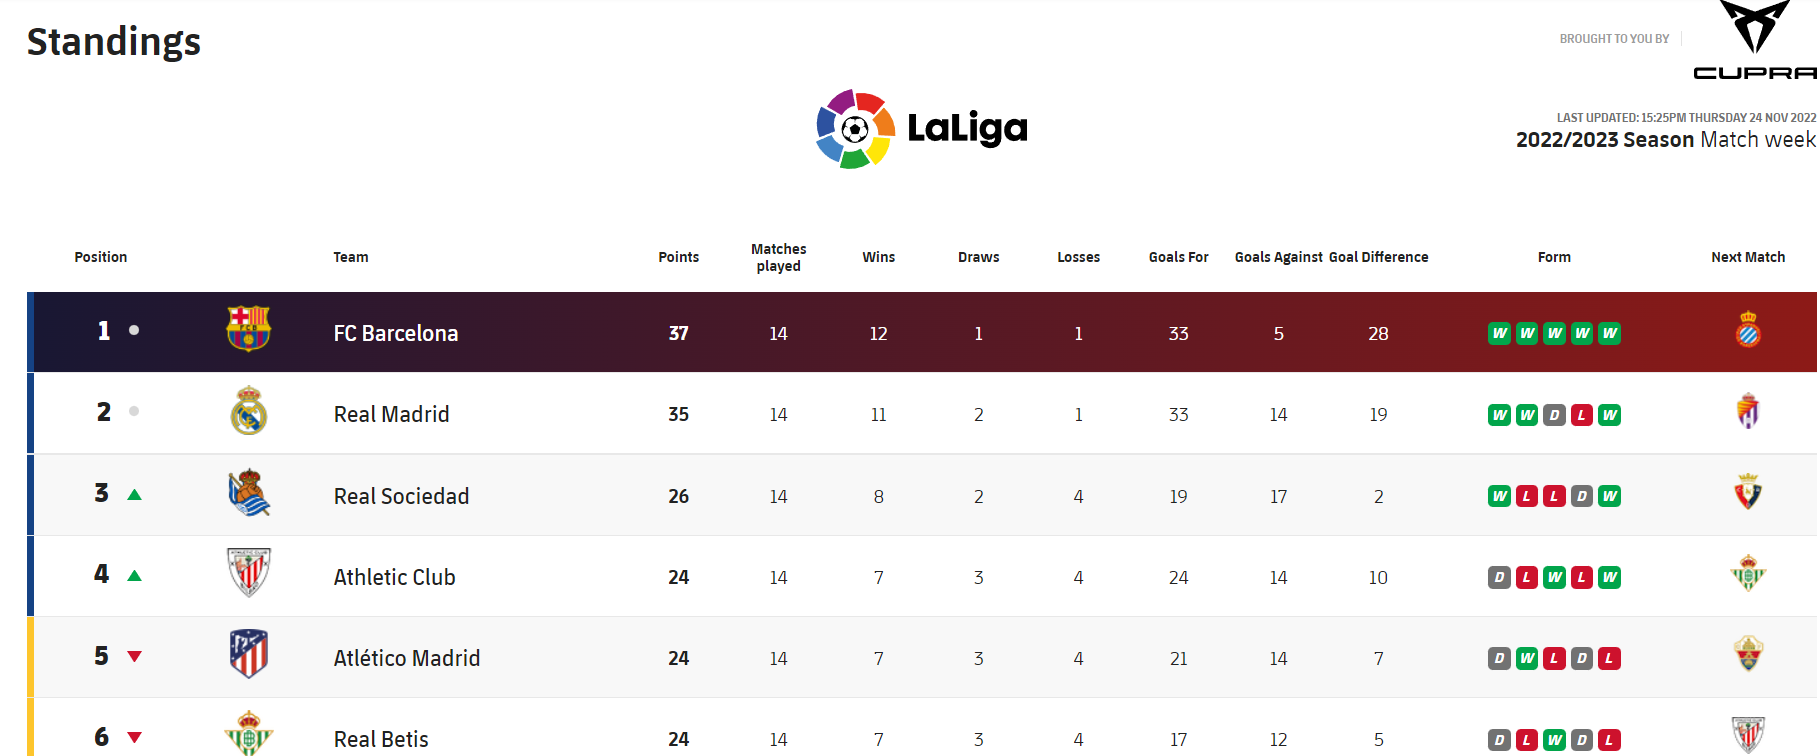 Standings
BROUGHT TO YOU BY
CUPRA
LaLiga
LAST UPDATED: 15:25PM THURSDAY 24 NOV 2022
2022/2023 Season Match week
Position Team Points Matches played Wins Draws Losses Goals For Goals Against Goal Difference Form Next Match
1 FCB FC Barcelona 37 14 12 1 1 33 5 28 W W W W W
2 Real Madrid 35 14 11 2 1 33 14 19 W W D L W
3 Real Sociedad 26 14 8 2 4 19 17 2 W L L D W
4 ATHLETIC CLUB Athletic Club 24 14 7 3 4 24 14 10 D L W L W
5 Atlético Madrid 24 14 7 3 4 21 14 7 D W L D L
6 Real Betis 24 14 7 3 4 17 12 5 D L W D L